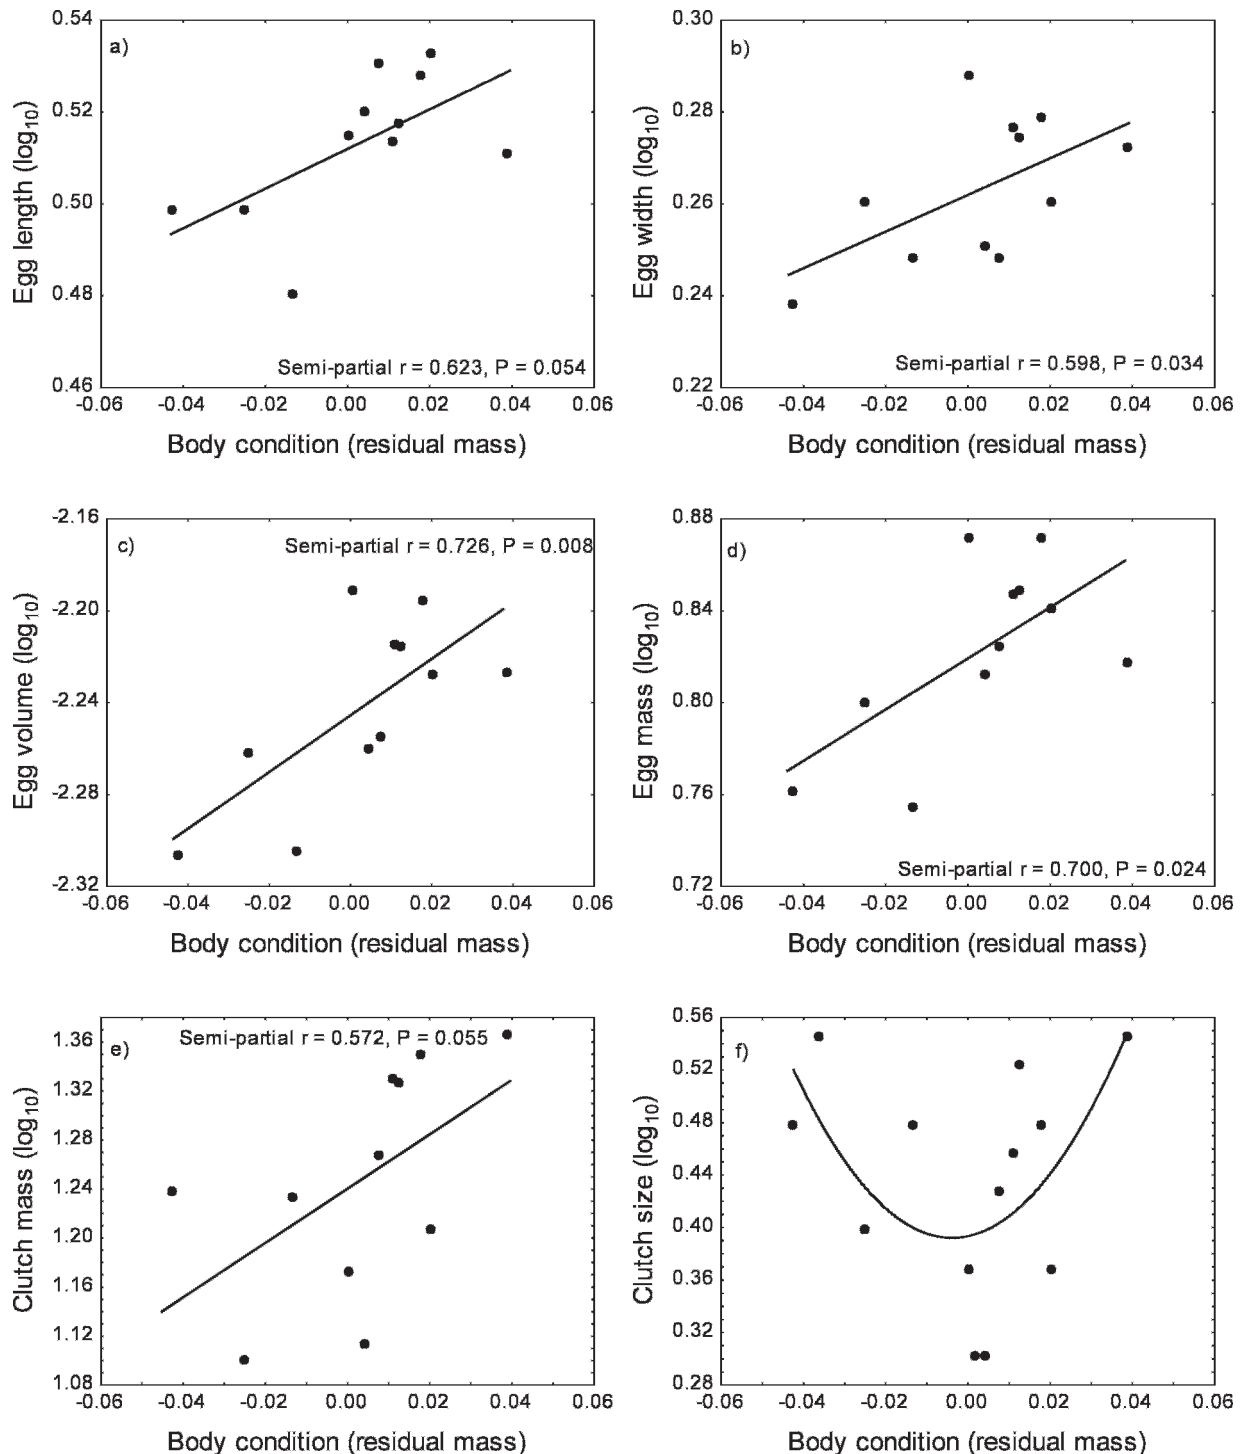 a)
Egg length (log10)
0.54
0.52
0.50
0.48
0.46
Semi-partial r = 0.623, P = 0.054
-0.06 -0.04 -0.02 0.00 0.02 0.04 0.06
Body condition (residual mass)
b)
Egg width (log10)
0.30
0.28
0.26
0.24
0.22
Semi-partial r = 0.598, P = 0.034
-0.06 -0.04 -0.02 0.00 0.02 0.04 0.06
Body condition (residual mass)
c)
Semi-partial r = 0.726, P = 0.008
Egg volume (log10)
-2.16
-2.20
-2.24
-2.28
-2.32
-0.06 -0.04 -0.02 0.00 0.02 0.04 0.06
Body condition (residual mass)
d)
Egg mass (log10)
0.88
0.84
0.80
0.76
0.72
Semi-partial r = 0.700, P = 0.024
-0.06 -0.04 -0.02 0.00 0.02 0.04 0.06
Body condition (residual mass)
e)
Semi-partial r = 0.572, P = 0.055
Clutch mass (log10)
1.36
1.32
1.28
1.24
1.20
1.16
1.12
1.08
-0.06 -0.04 -0.02 0.00 0.02 0.04 0.06
Body condition (residual mass)
f)
Clutch size (log10)
0.56
0.52
0.48
0.44
0.40
0.36
0.32
0.28
-0.06 -0.04 -0.02 0.00 0.02 0.04 0.06
Body condition (residual mass)